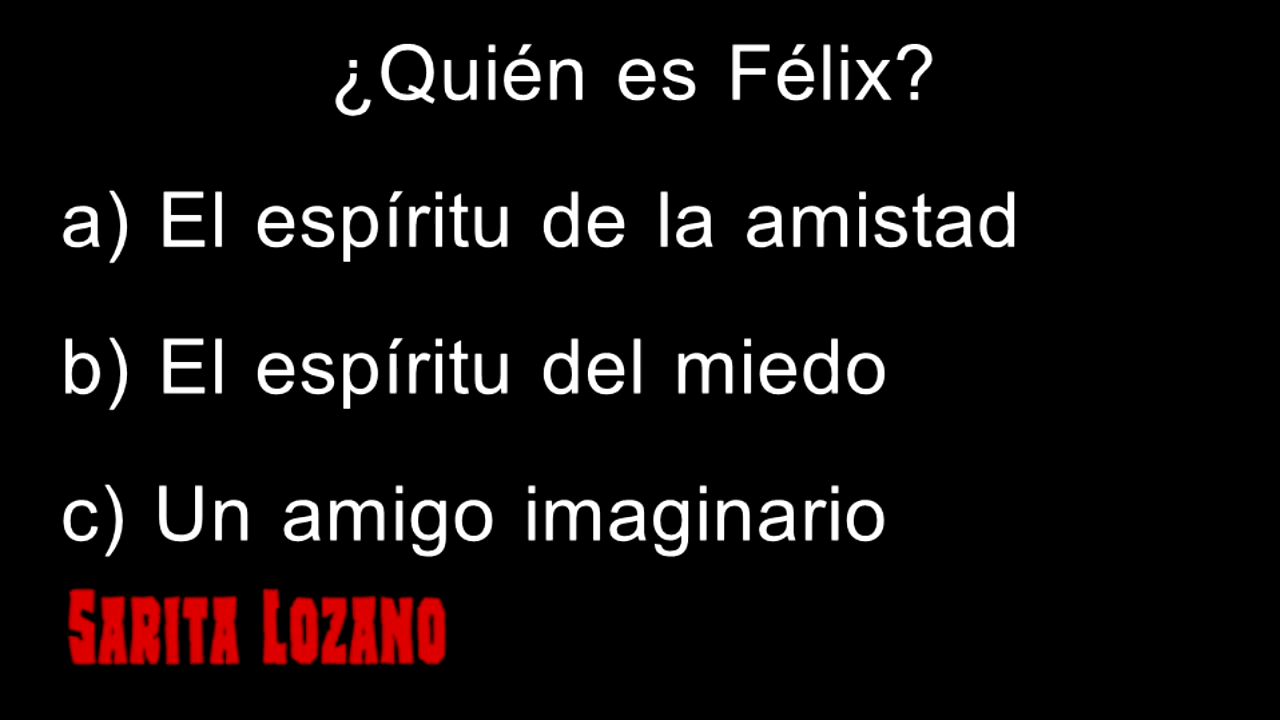 ¿Quién es Félix?
a) El espíritu de la amistad
b) El espíritu del miedo
c) Un amigo imaginario
SARITA LOZANO